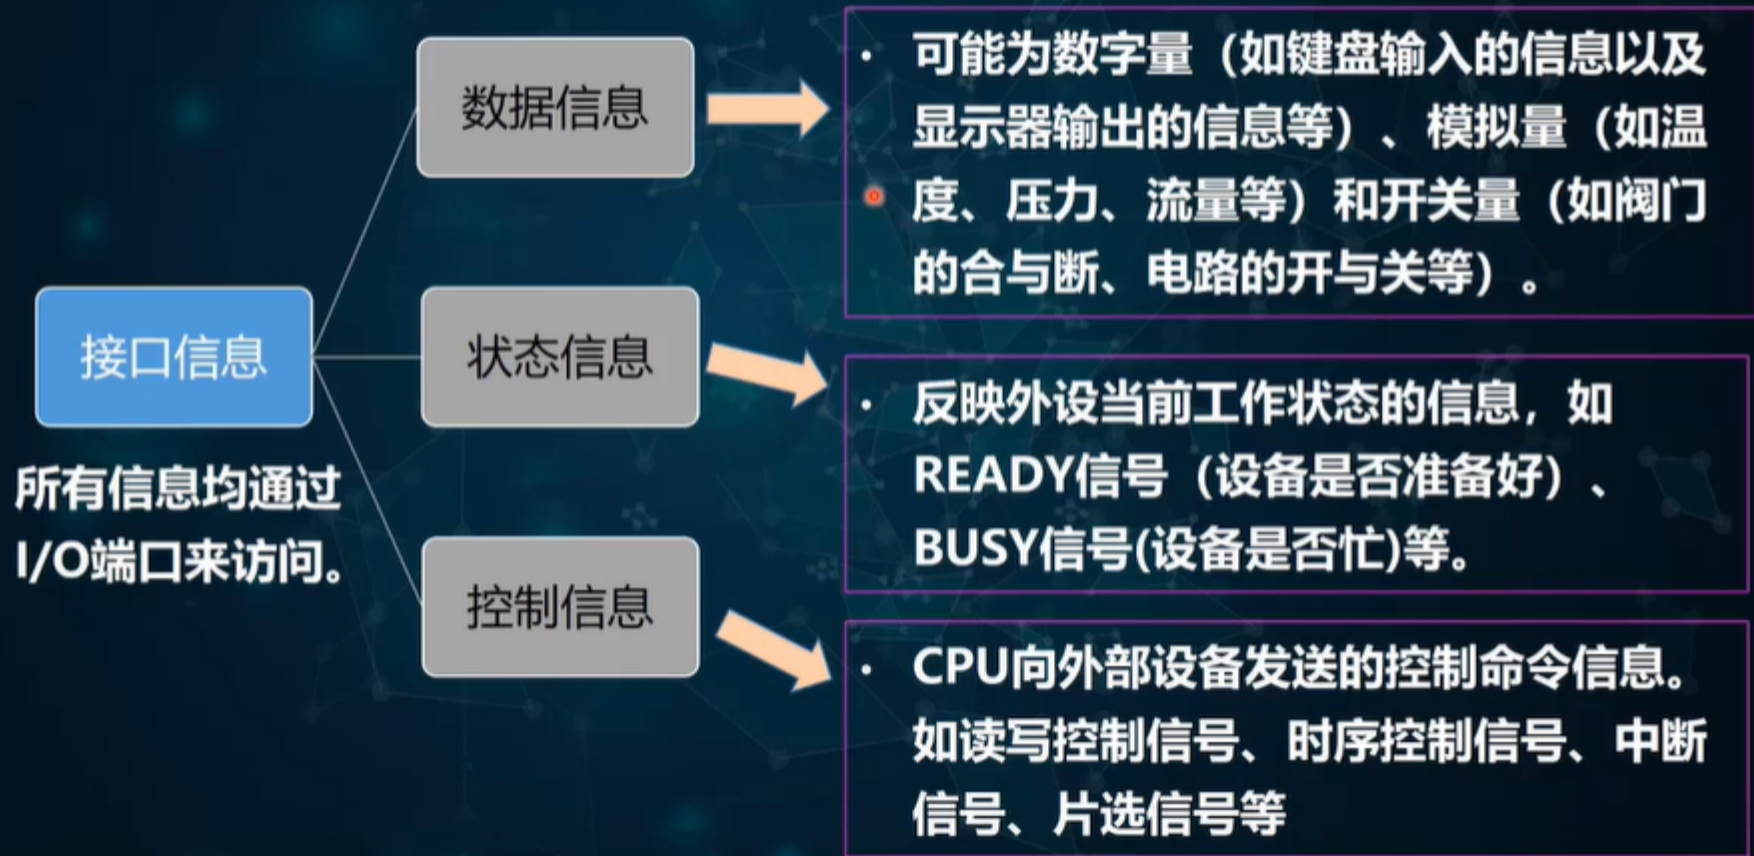 数据信息
· 可能为数字量（如键盘输入的信息以及
显示器输出的信息等）、模拟量（如温
度、压力、流量等）和开关量（如阀门
的合与断、电路的开与关等）。
接口信息
所有信息均通过
I/O端口来访问。
状态信息
· 反映外设当前工作状态的信息，如
READY信号（设备是否准备好）、
BUSY信号(设备是否忙)等。
控制信息
· CPU向外部设备发送的控制命令信息。
如读写控制信号、时序控制信号、中断
信号、片选信号等